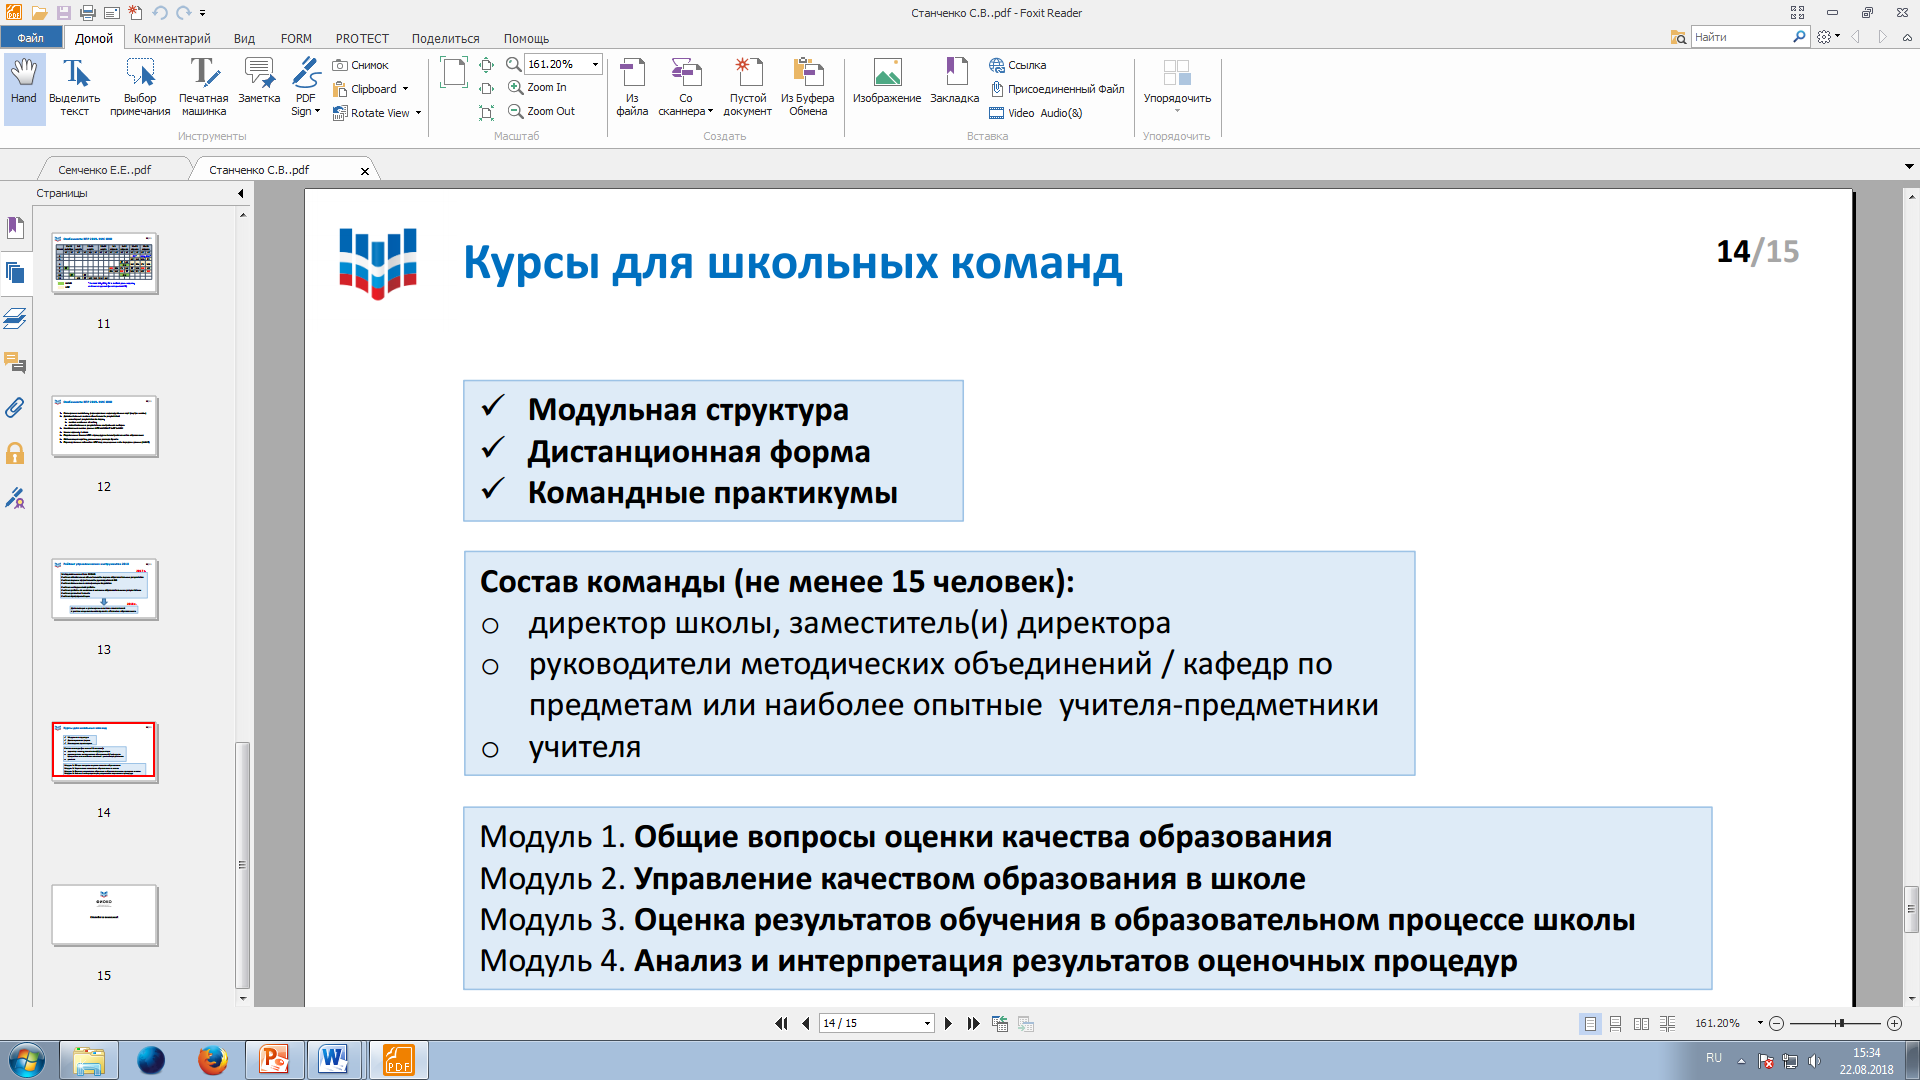 Станченко С.В..pdf - Foxit Reader
Файл
Домой
Комментарий
Вид
FORM
PROTECT
Поделиться
Помощь
Найти
Hand
Выделить текст
Выбор примечания
Печатная машинка
Заметка
PDF Sign
Снимок
Clipboard
Rotate View
161.20%
Zoom In
Zoom Out
Из файла
Со сканнера
Пустой документ
Из Буфера Обмена
Изображение
Закладка
Ссылка
Присоединенный Файл
Video Audio(&)
Упорядочить
Инструменты
Масштаб
Создать
Вставка
Упорядочить
Семченко Е.Е..pdf
Станченко С.В..pdf
Страницы
11
12
13
14
15
Курсы для школьных команд
14/15
✓ Модульная структура
✓ Дистанционная форма
✓ Командные практикумы
Состав команды (не менее 15 человек):
o директор школы, заместитель(и) директора
o руководители методических объединений / кафедр по
предметам или наиболее опытные учителя-предметники
o учителя
Модуль 1. Общие вопросы оценки качества образования
Модуль 2. Управление качеством образования в школе
Модуль 3. Оценка результатов обучения в образовательном процессе школы
Модуль 4. Анализ и интерпретация результатов оценочных процедур
14 / 15
161.20%
RU
15:34
22.08.2018